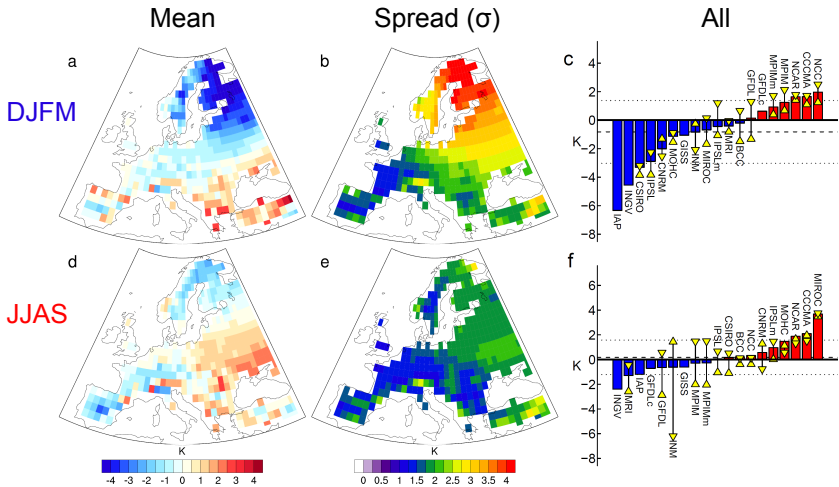 Mean Spread (σ) All
DJFM
a b c
4
2
0
K
-2
-4
-6
-8
IAP
INGV
CSIRO
IPSL
CNRM
MOHC
GISS
INM
MIROC
IPSLm
MRI
BCC
GFDL
GFDLc
MPIMm
MPIM
NCAR
CCCMA
NCC
JJAS
d e f
6
4
2
0
K
-2
-4
-6
-8
INGV
MRI
IAP
GFDLc
GFDL
INM
GISS
MPIM
MPIMm
IPSL
CSIRO
BCC
NCC
CNRM
IPSLm
MOHC
NCAR
CCCMA
MIROC
K K
-4 -3 -2 -1 0 1 2 3 4
0 0.5 1 1.5 2 2.5 3 3.5 4